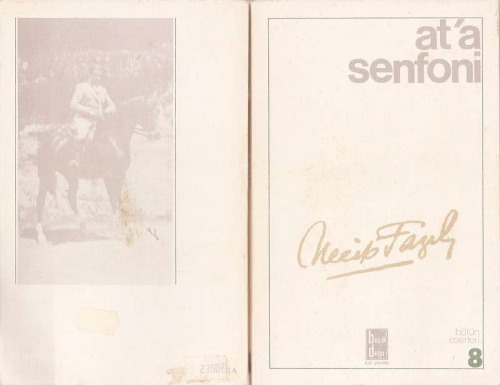 at'a
senfoni
Necip Fazıl
büyük
doğu
bütün
eserleri
8